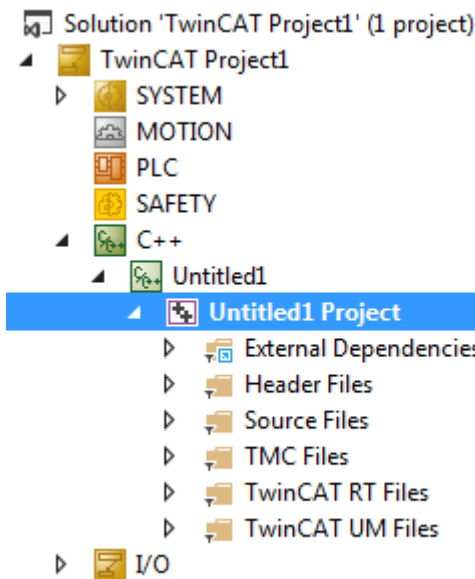 Solution 'TwinCAT Project1' (1 project)
TwinCAT Project1
SYSTEM
MOTION
PLC
SAFETY
C++
Untitled1
Untitled1 Project
External Dependencies
Header Files
Source Files
TMC Files
TwinCAT RT Files
TwinCAT UM Files
I/O